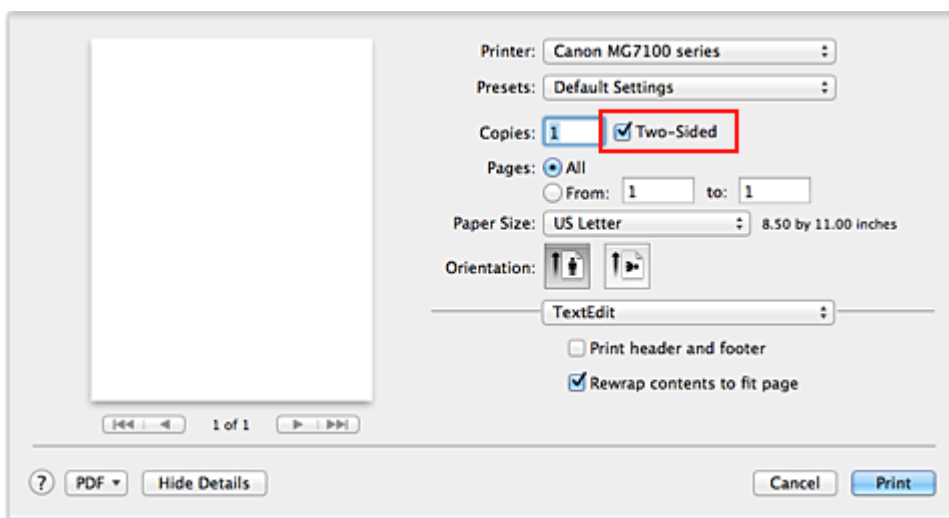 Printer: Canon MG7100 series
Presets: Default Settings
Copies: 1 Two-Sided
Pages: All
From: 1 to: 1
Paper Size: US Letter 8.50 by 11.00 inches
Orientation:
TextEdit
Print header and footer
Rewrap contents to fit page
1 of 1
? PDF Hide Details Cancel Print